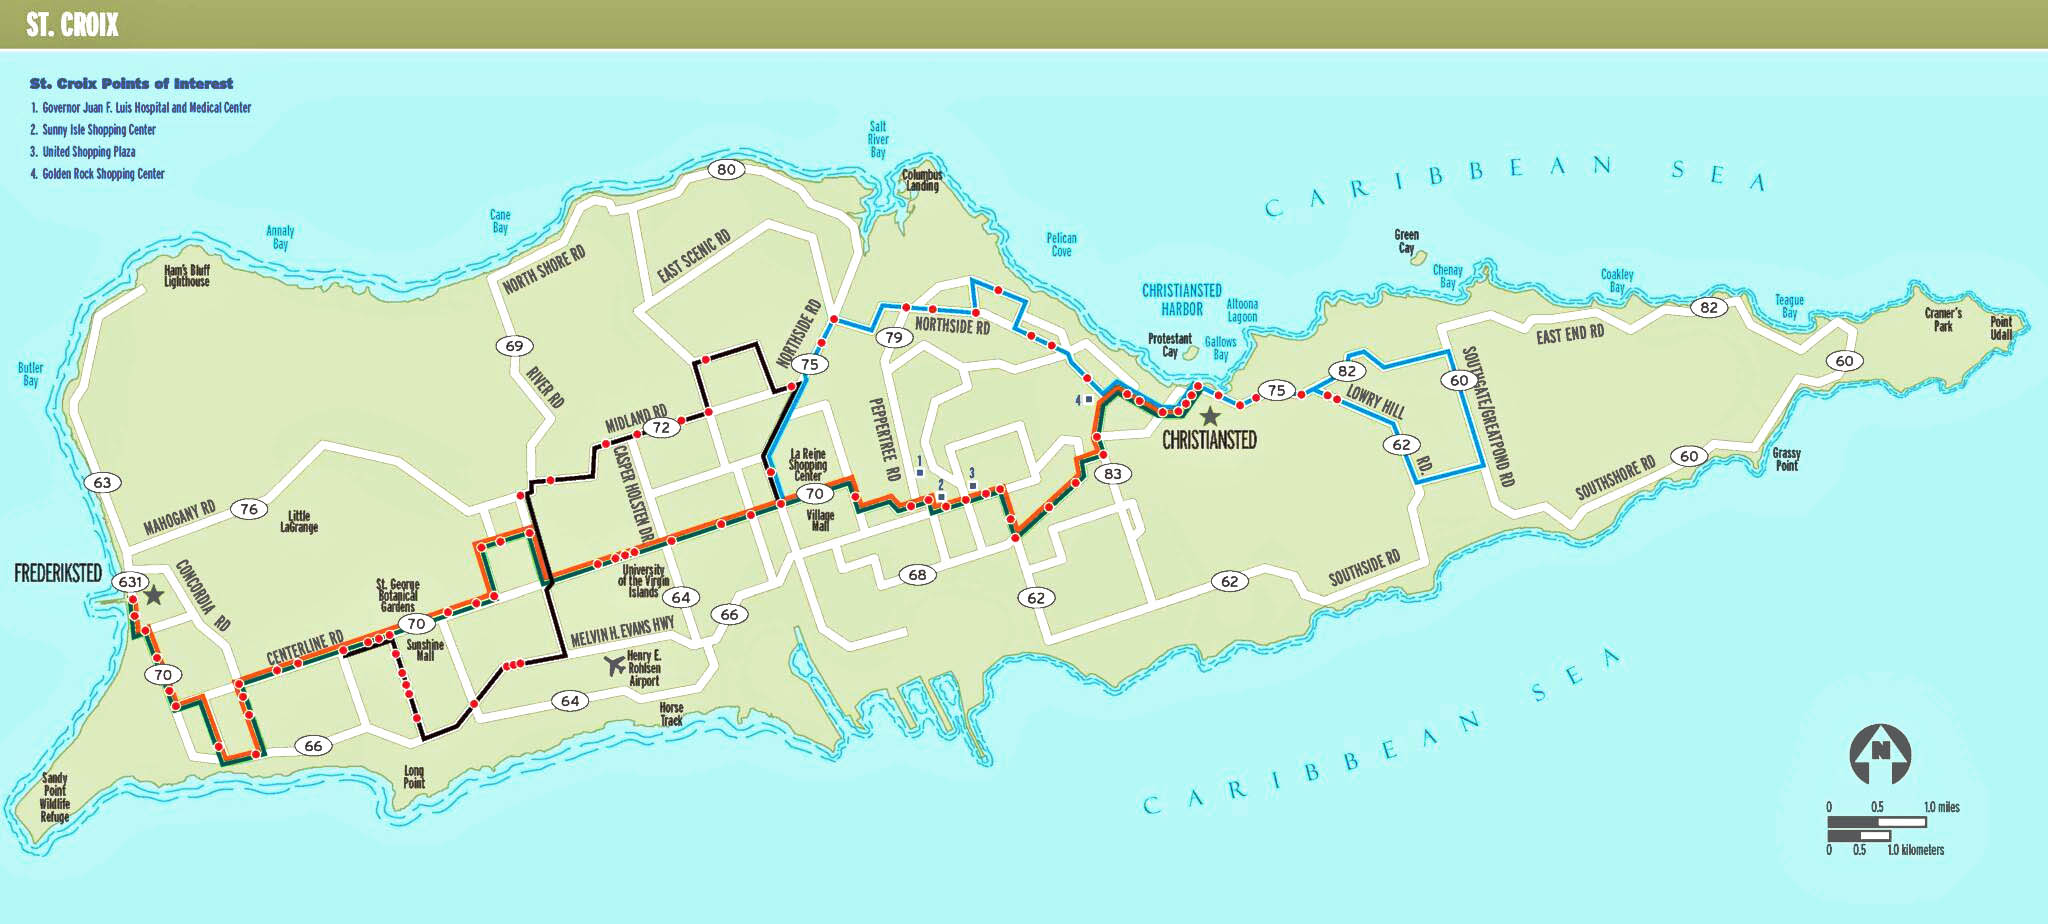 ST. CROIX
St. Croix Points of Interest
1. Governor Juan F. Luis Hospital and Medical Center
2. Sunny Isle Shopping Center
3. United Shopping Plaza
4. Golden Rock Shopping Center
Salt
River
Bay
Columbus
Landing
CARIBBEAN SEA
80
Cane
Bay
Annaly
Bay
Ham's Bluff
Lighthouse
NORTH SHORE RD
EAST SCENIC RD
Pelican
Cove
Green
Cay
Chenay
Bay
Coakley
Bay
Teague
Bay
CHRISTIANSTED
HARBOR
Altoona
Lagoon
Protestant
Cay
Gallows
Bay
82
EAST END RD
Cramer's
Park
Point
Udall
NORTHSIDE RD
NORTHSIDE RD
79
69
75
60
Butler
Bay
RIVER RD
82
60
75
LOWRY HILL
RD.
SOUTHGATE/GREATPOND RD
4
MIDLAND RD
72
PEPPERTREE RD
CHRISTIANSTED
62
CASPER HOLSTEN DR
La Reine
Shopping
Center
1
2
3
83
60
Grassy
Point
SOUTHSHORE RD
63
70
Village
Mall
MAHOGANY RD
76
Little
LaGrange
FREDERIKSTED
631
CONCORDIA RD
St. George
Botanical
Gardens
University
of the Virgin
Islands
68
62
SOUTHSIDE RD
64
62
66
70
CENTERLINE RD
Sunshine
Mall
MELVIN H. EVANS HWY
Henry E.
Rohlsen
Airport
70
64
Horse
Track
66
CARIBBEAN SEA
Long
Point
Sandy
Point
Wildlife
Refuge
N
0 0.5 1.0 miles
0 0.5 1.0 kilometers